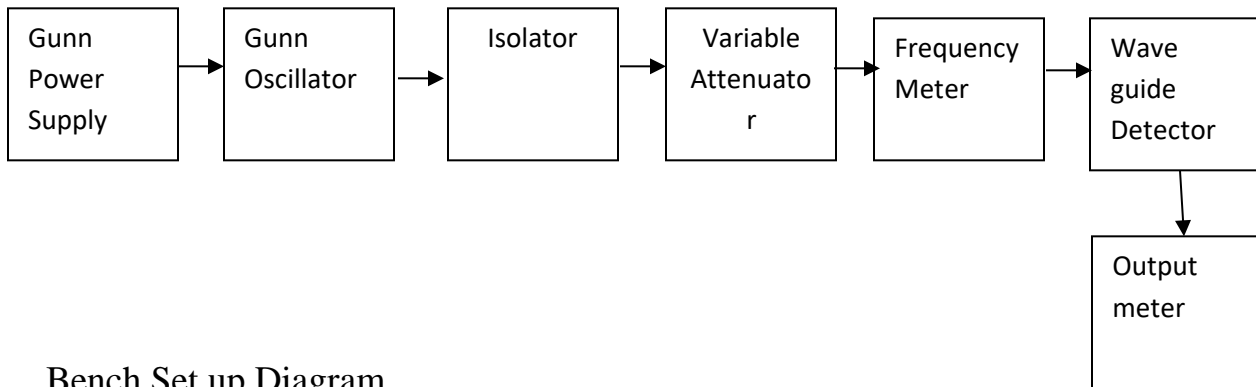 Gunn
Power
Supply
Gunn
Oscillator
Isolator
Variable
Attenuato
r
Frequency
Meter
Wave
guide
Detector
Output
meter
Bench Set up Diagram